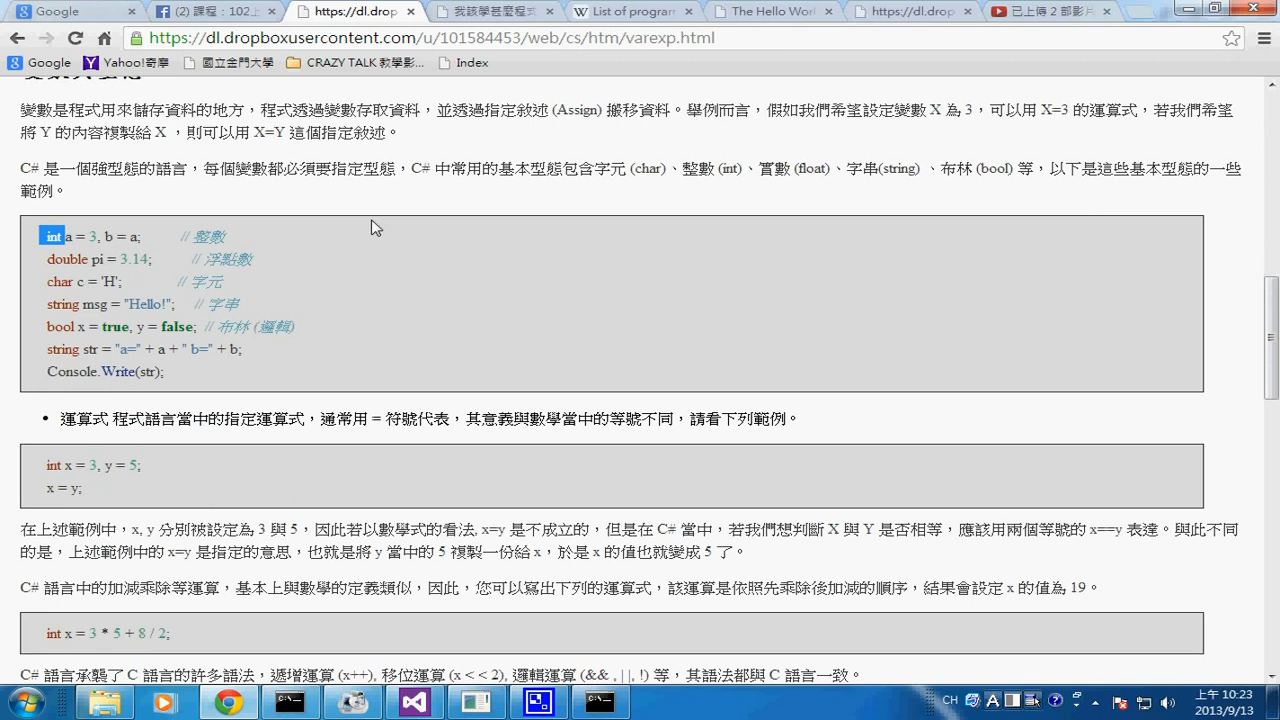 Google
(2) 課程：102上
https://dl.drop
我該學甚麼程式
List of program
The Hello Worl
https://dl.drop
已上傳 2 部影片
https://dl.dropboxusercontent.com/u/101584453/web/cs/htm/varexp.html
Google
Yahoo!奇摩
國立金門大學
CRAZY TALK 教學影...
Index
變數是程式用來儲存資料的地方，程式透過變數存取資料，並透過指定敘述 (Assign) 搬移資料。舉例而言，假如我們希望設定變數 X 為 3，可以用 X=3 的運算式，若我們希望
將 Y 的內容複製給 X ，則可以用 X=Y 這個指定敘述。
C# 是一個強型態的語言，每個變數都必須要指定型態，C# 中常用的基本型態包含字元 (char)、整數 (int)、實數 (float)、字串(string) 、布林 (bool) 等，以下是這些基本型態的一些
範例。
int a = 3, b = a; // 整數
double pi = 3.14; // 浮點數
char c = 'H'; // 字元
string msg = "Hello!"; // 字串
bool x = true, y = false; // 布林 (邏輯)
string str = "a=" + a + " b=" + b;
Console.Write(str);
• 運算式 程式語言當中的指定運算式，通常用 = 符號代表，其意義與數學當中的等號不同，請看下列範例。
int x = 3, y = 5;
x = y;
在上述範例中，x, y 分別被設定為 3 與 5，因此若以數學式的看法, x=y 是不成立的，但是在 C# 當中，若我們想判斷 X 與 Y 是否相等，應該用兩個等號的 x==y 表達。與此不同
的是，上述範例中的 x=y 是指定的意思，也就是將 y 當中的 5 複製一份給 x，於是 x 的值也就變成 5 了。
C# 語言中的加減乘除等運算，基本上與數學的定義類似，因此，您可以寫出下列的運算式，該運算是依照先乘除後加減的順序，結果會設定 x 的值為 19。
int x = 3 * 5 + 8 / 2;
C# 語言承襲了 C 語言的許多語法，遞增運算 (x++), 移位運算 (x < < 2), 邏輯運算 (&& , | |, !) 等，其語法都與 C 語言一致。
CH
上午 10:23
2013/9/13